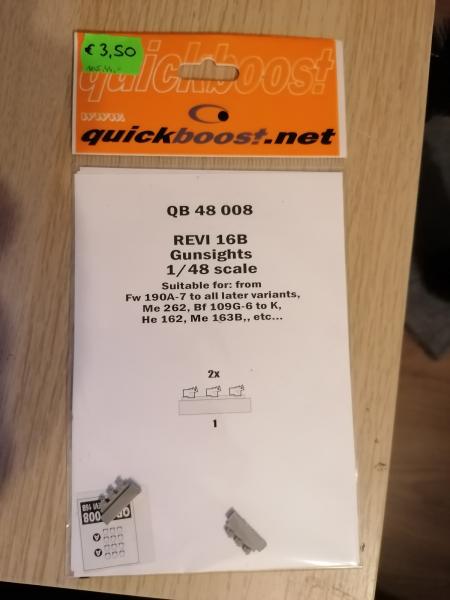 €3,50
quickboost
www.
quickboost.net
QB 48 008
REVI 16B
Gunsights
1/48 scale
Suitable for: from
Fw 190A-7 to all later variants,
Me 262, Bf 109G-6 to K,
He 162, Me 163B,, etc...
2x
1